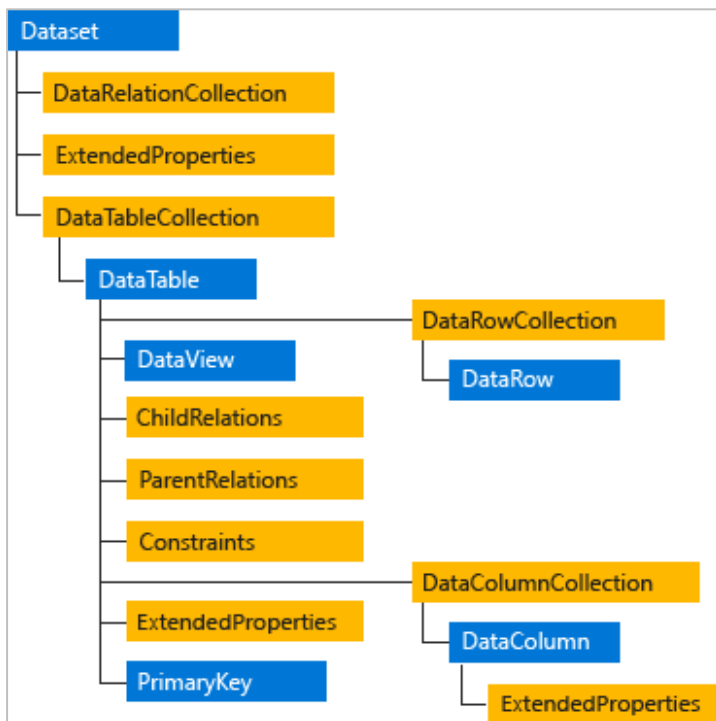 Dataset
DataRelationCollection
ExtendedProperties
DataTableCollection
DataTable
DataRowCollection
DataView
DataRow
ChildRelations
ParentRelations
Constraints
DataColumnCollection
ExtendedProperties
DataColumn
PrimaryKey
ExtendedProperties